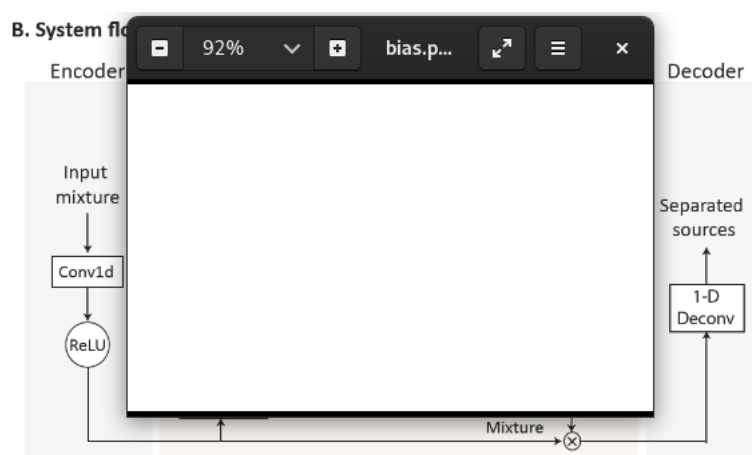 B. System flo
92%
bias.p...
Encoder
Decoder
Input
mixture
Conv1d
ReLU
Separated
sources
1-D
Deconv
Mixture